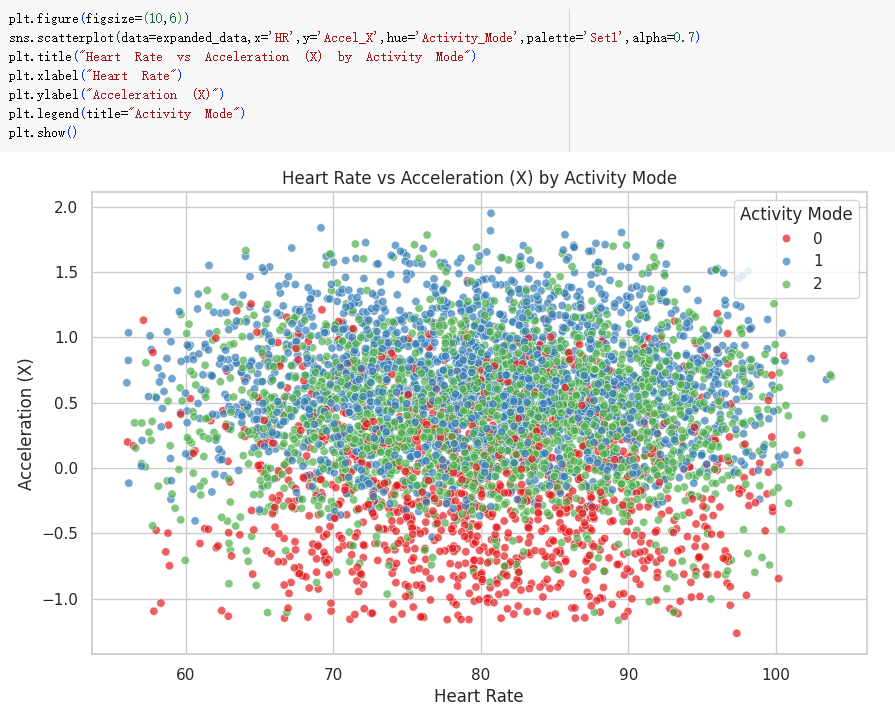 plt.figure(figsize=(10,6))
sns.scatterplot(data=expanded_data,x='HR',y='Accel_X',hue='Activity_Mode',palette='Set1',alpha=0.7)
plt.title("Heart Rate vs Acceleration (X) by Activity Mode")
plt.xlabel("Heart Rate")
plt.ylabel("Acceleration (X)")
plt.legend(title="Activity Mode")
plt.show()
Heart Rate vs Acceleration (X) by Activity Mode
Activity Mode
0
1
2
2.0
1.5
1.0
0.5
0.0
−0.5
−1.0
Acceleration (X)
60 70 80 90 100
Heart Rate